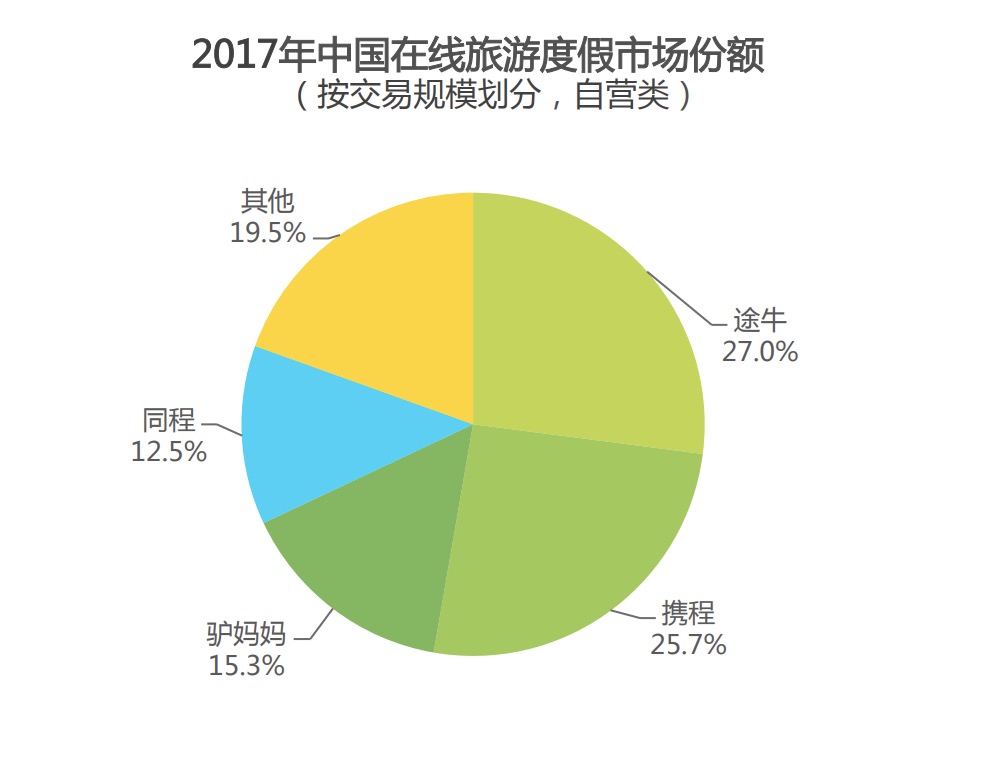 2017年中国在线旅游度假市场份额
（按交易规模划分，自营类）
其他
19.5%
途牛
27.0%
同程
12.5%
携程
25.7%
驴妈妈
15.3%